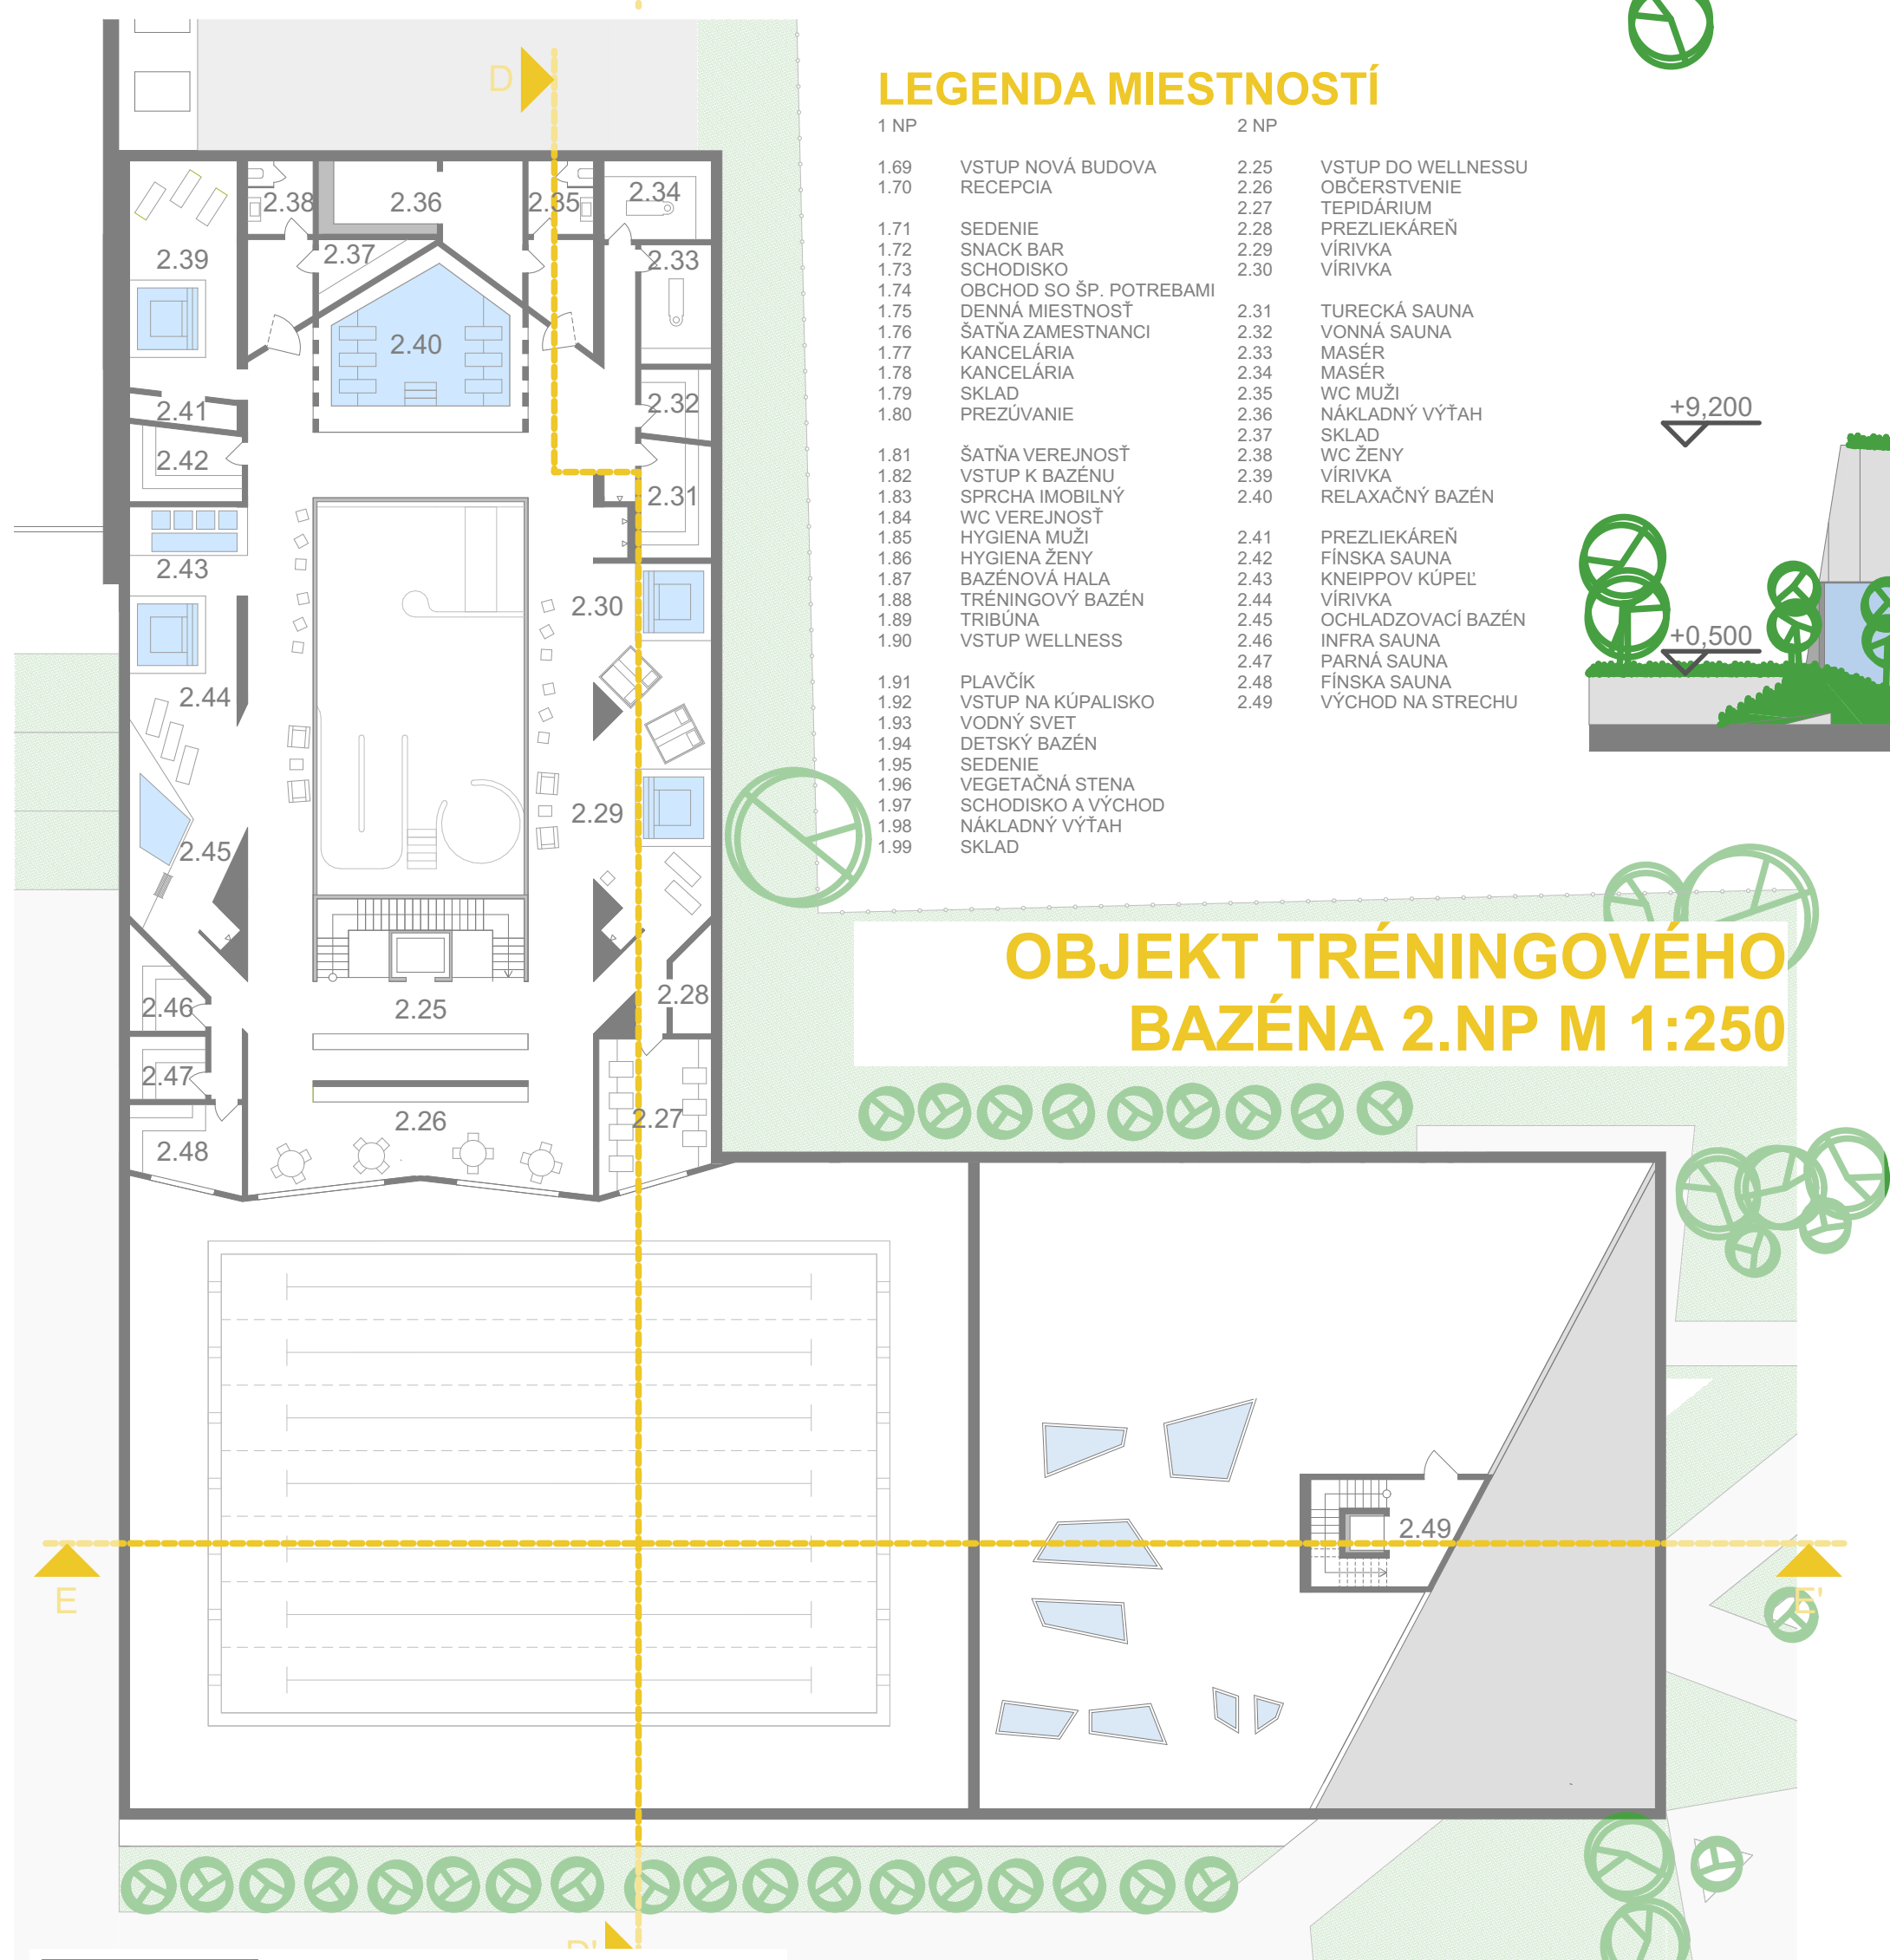 D
LEGENDA MIESTNOSTÍ
1 NP 2 NP
1.69 VSTUP NOVÁ BUDOVA 2.25 VSTUP DO WELLNESSU
1.70 RECEPCIA 2.26 OBČERSTVENIE
2.27 TEPIDÁRIUM
1.71 SEDENIE 2.28 PREZLIEKÁREŇ
1.72 SNACK BAR 2.29 VÍRIVKA
1.73 SCHODISKO 2.30 VÍRIVKA
1.74 OBCHOD SO ŠP. POTREBAMI
1.75 DENNÁ MIESTNOSŤ 2.31 TURECKÁ SAUNA
1.76 ŠATŇA ZAMESTNANCI 2.32 VONNÁ SAUNA
1.77 KANCELÁRIA 2.33 MASÉR
1.78 KANCELÁRIA 2.34 MASÉR
1.79 SKLAD 2.35 WC MUŽI
1.80 PREZÚVANIE 2.36 NÁKLADNÝ VÝŤAH
2.37 SKLAD
1.81 ŠATŇA VEREJNOSŤ 2.38 WC ŽENY
1.82 VSTUP K BAZÉNU 2.39 VÍRIVKA
1.83 SPRCHA IMOBILNÝ 2.40 RELAXAČNÝ BAZÉN
1.84 WC VEREJNOSŤ
1.85 HYGIENA MUŽI 2.41 PREZLIEKÁREŇ
1.86 HYGIENA ŽENY 2.42 FÍNSKA SAUNA
1.87 BAZÉNOVÁ HALA 2.43 KNEIPPOV KÚPEĽ
1.88 TRÉNINGOVÝ BAZÉN 2.44 VÍRIVKA
1.89 TRIBÚNA 2.45 OCHLADZOVACÍ BAZÉN
1.90 VSTUP WELLNESS 2.46 INFRA SAUNA
2.47 PARNÁ SAUNA
1.91 PLAVČÍK 2.48 FÍNSKA SAUNA
1.92 VSTUP NA KÚPALISKO 2.49 VÝCHOD NA STRECHU
1.93 VODNÝ SVET
1.94 DETSKÝ BAZÉN
1.95 SEDENIE
1.96 VEGETAČNÁ STENA
1.97 SCHODISKO A VÝCHOD
1.98 NÁKLADNÝ VÝŤAH
1.99 SKLAD
+9,200
+0,500
2.38 2.36 2.35 2.34
2.39 2.37 2.33
2.40
2.41 2.32
2.42
2.31
2.43
2.30
2.44
2.29
2.45
2.46 2.25 2.28
2.47
2.26 2.27
2.48
OBJEKT TRÉNINGOVÉHO
BAZÉNA 2.NP M 1:250
2.49
E E'
D'